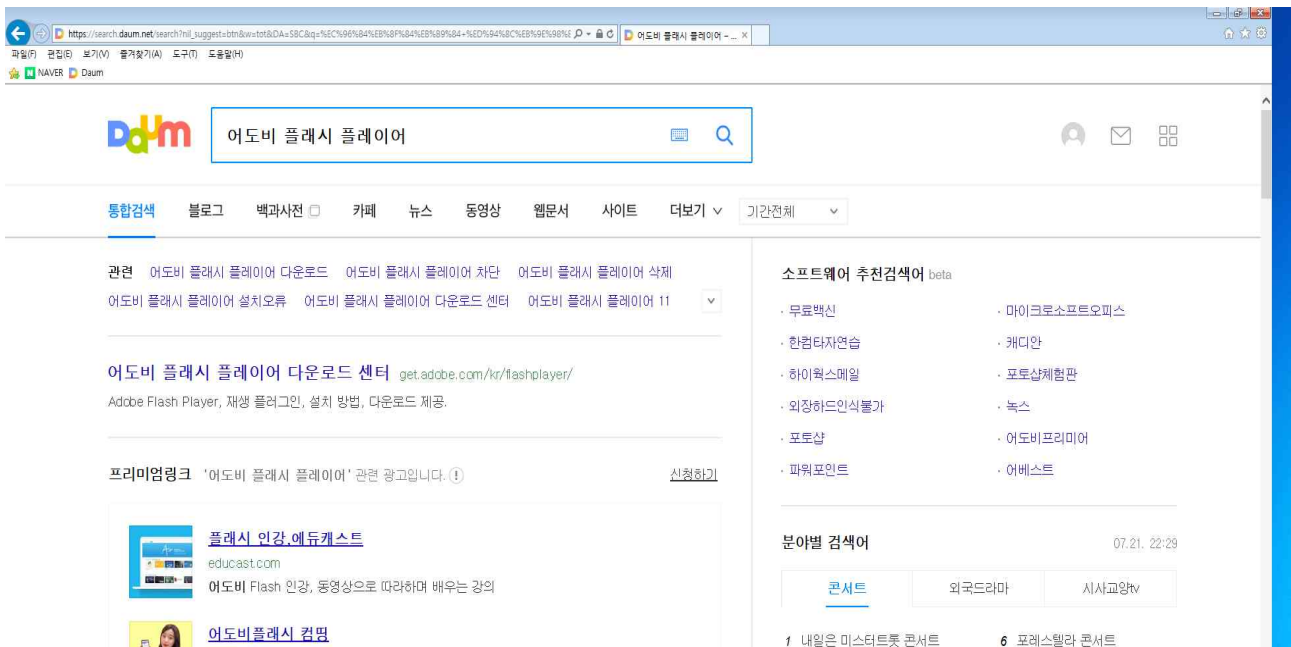 https://search.daum.net/search?nil_suggest=btn&w=tot&DA=SBC&q=%EC%96%B4%EB%8F%84%EB%B9%84+%ED%94%8C%EB%9E%98%
어도비 플래시 플레이어 – ...
파일(F) 편집(E) 보기(V) 즐겨찾기(A) 도구(T) 도움말(H)
NAVER Daum
Daum 어도비 플래시 플레이어
통합검색 블로그 백과사전 카페 뉴스 동영상 웹문서 사이트 더보기 기간전체
관련 어도비 플래시 플레이어 다운로드 어도비 플래시 플레이어 차단 어도비 플래시 플레이어 삭제
어도비 플래시 플레이어 설치오류 어도비 플래시 플레이어 다운로드 센터 어도비 플래시 플레이어 11
어도비 플래시 플레이어 다운로드 센터 get.adobe.com/kr/flashplayer/
Adobe Flash Player, 재생 플러그인, 설치 방법, 다운로드 제공.
프리미엄링크 '어도비 플래시 플레이어' 관련 광고입니다. 신청하기
플래시 인강,에듀캐스트
educast.com
어도비 Flash 인강, 동영상으로 따라하며 배우는 강의
어도비플래시 컴띵
소프트웨어 추천검색어 beta
· 무료백신 · 마이크로소프트오피스
· 한컴타자연습 · 캐디안
· 하이웍스메일 · 포토샵체험판
· 외장하드인식불가 · 녹스
· 포토샵 · 어도비프리미어
· 파워포인트 · 어베스트
분야별 검색어 07.21. 22:29
콘서트 외국드라마 시사교양tv
1 내일은 미스터트롯 콘서트 6 포레스텔라 콘서트